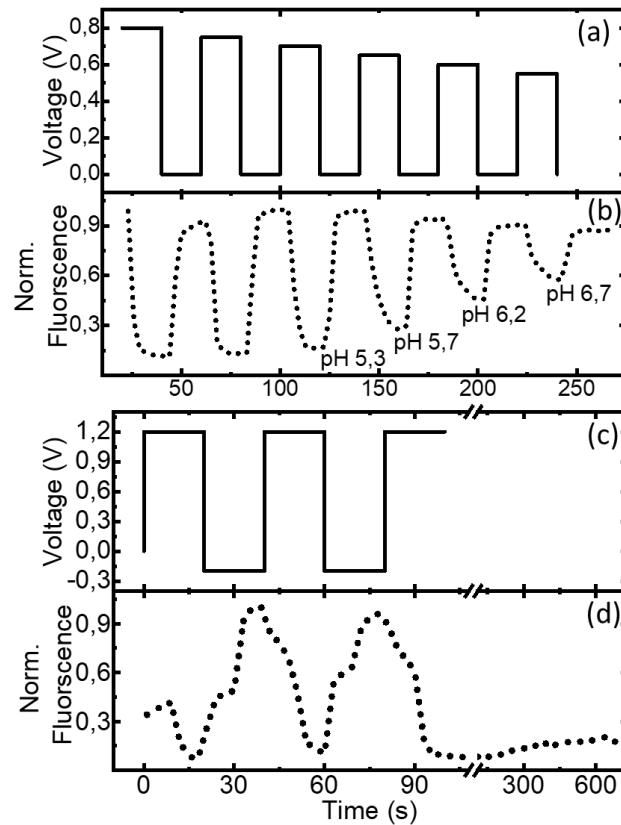 (a)
Voltage (V)
0,8
0,6
0,4
0,2
0,0
(b)
Norm.
Fluorscence
0,9
0,6
0,3
pH 5,3
pH 5,7
pH 6,2
pH 6,7
50 100 150 200 250
(c)
Voltage (V)
1,2
0,9
0,6
0,3
0,0
-0,3
(d)
Norm.
Fluorscence
0,9
0,6
0,3
0 30 60 90 300 600
Time (s)